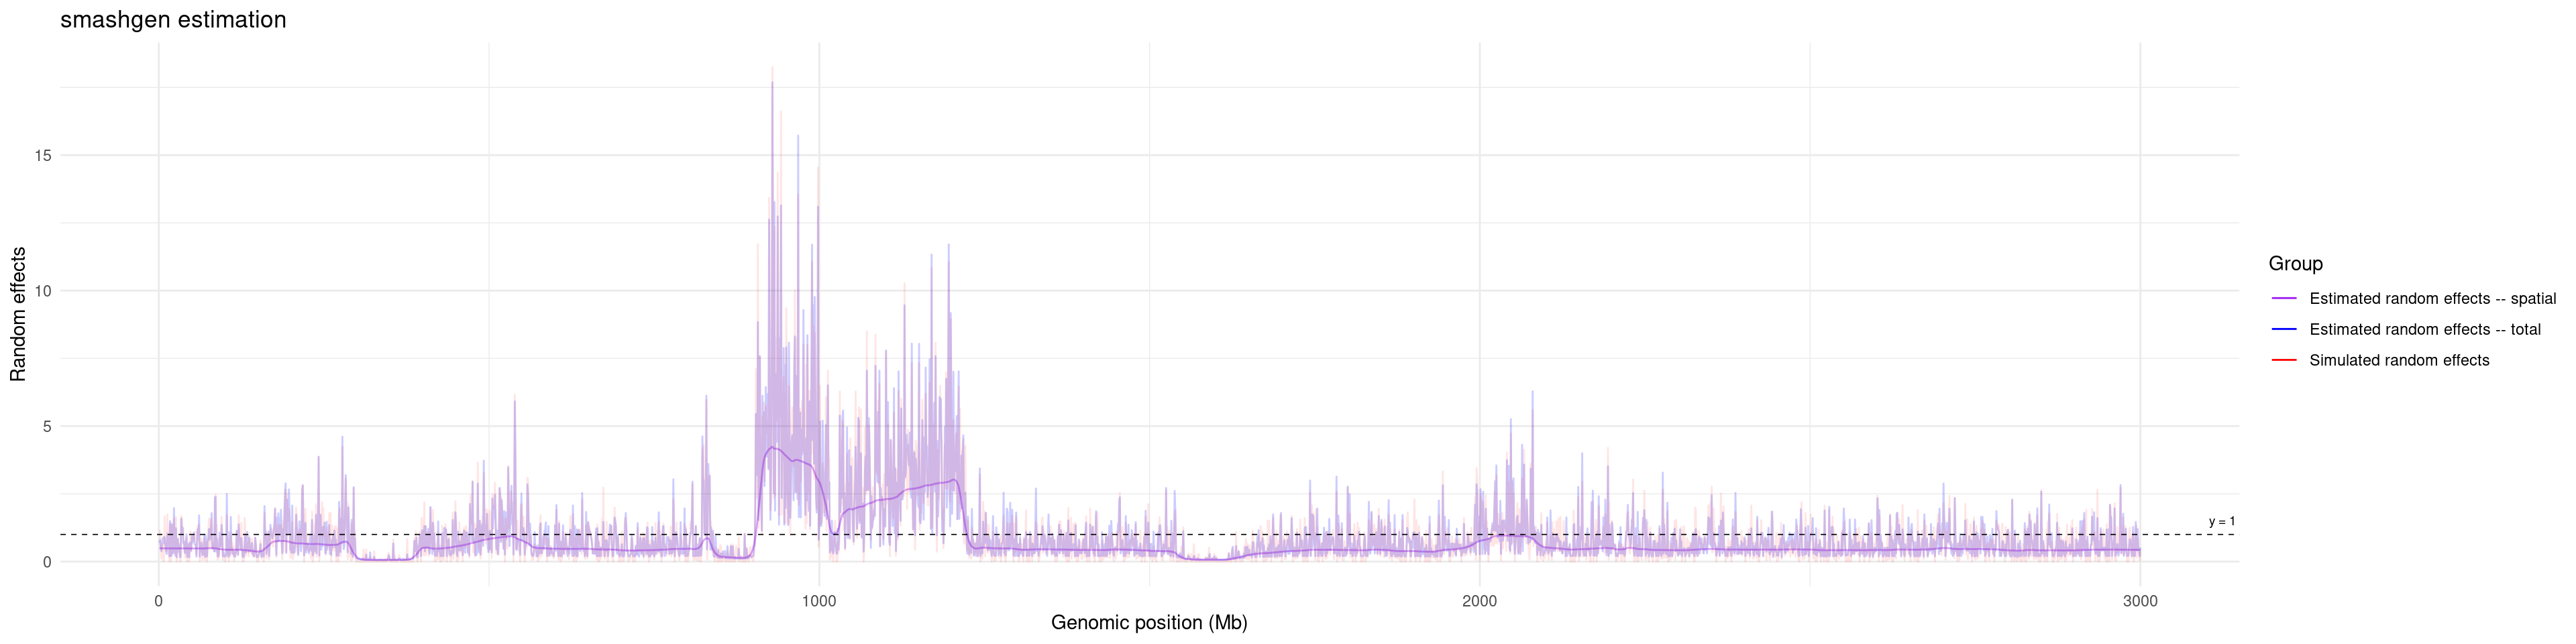 smashgen estimation
Random effects
15
10
5
0
y = 1
0
1000
2000
3000
Genomic position (Mb)
Group
Estimated random effects -- spatial
Estimated random effects -- total
Simulated random effects